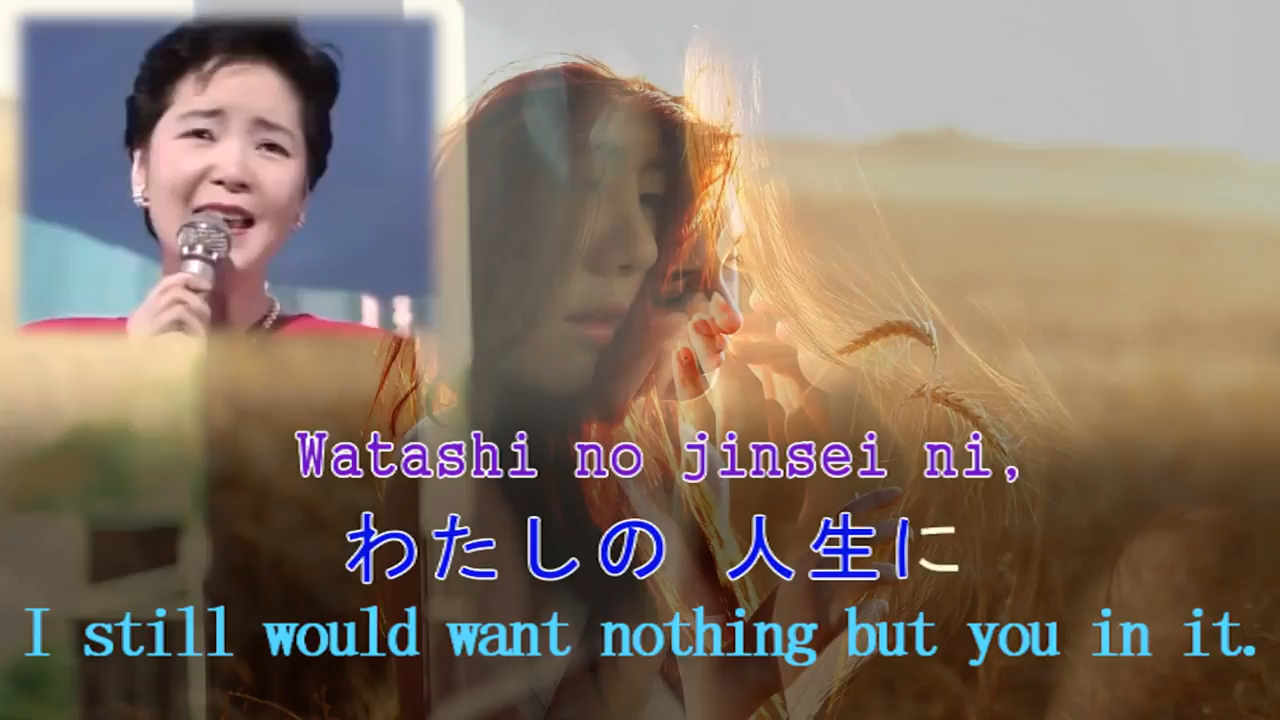 Watashi no jinsei ni,
わたしの 人生に
I still would want nothing but you in it.